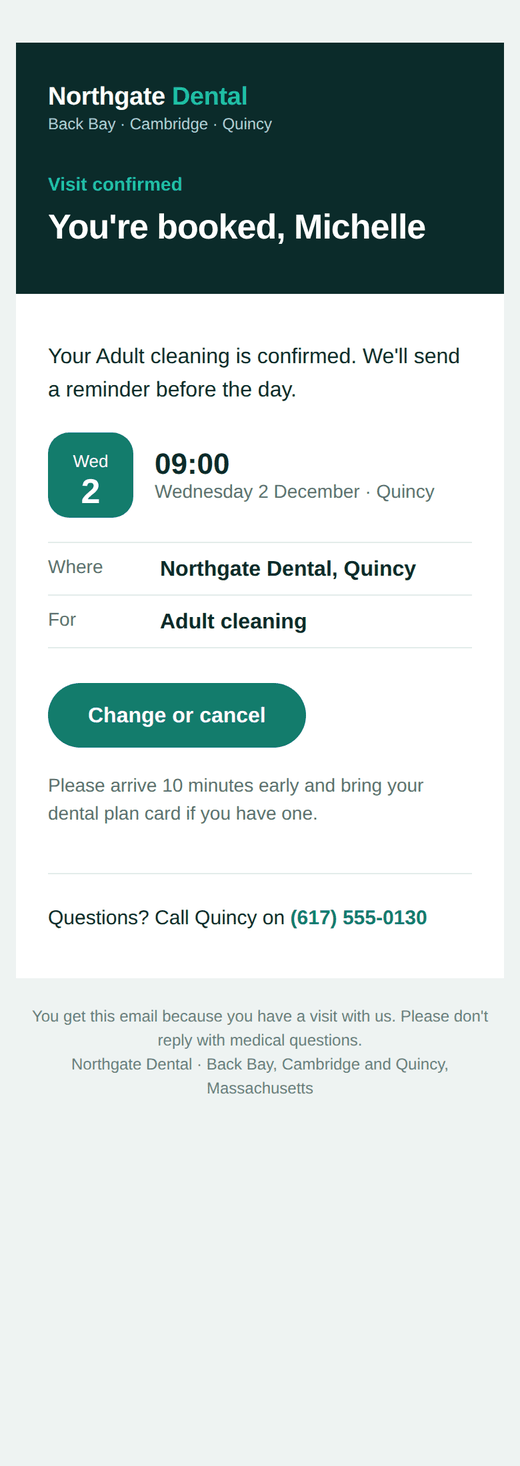 Northgate Dental
Back Bay · Cambridge · Quincy
Visit confirmed
You're booked, Michelle
Your Adult cleaning is confirmed. We'll send
a reminder before the day.
Wed
2
09:00
Wednesday 2 December · Quincy
Where
Northgate Dental, Quincy
For
Adult cleaning
Change or cancel
Please arrive 10 minutes early and bring your
dental plan card if you have one.
Questions? Call Quincy on (617) 555-0130
You get this email because you have a visit with us. Please don't
reply with medical questions.
Northgate Dental · Back Bay, Cambridge and Quincy,
Massachusetts